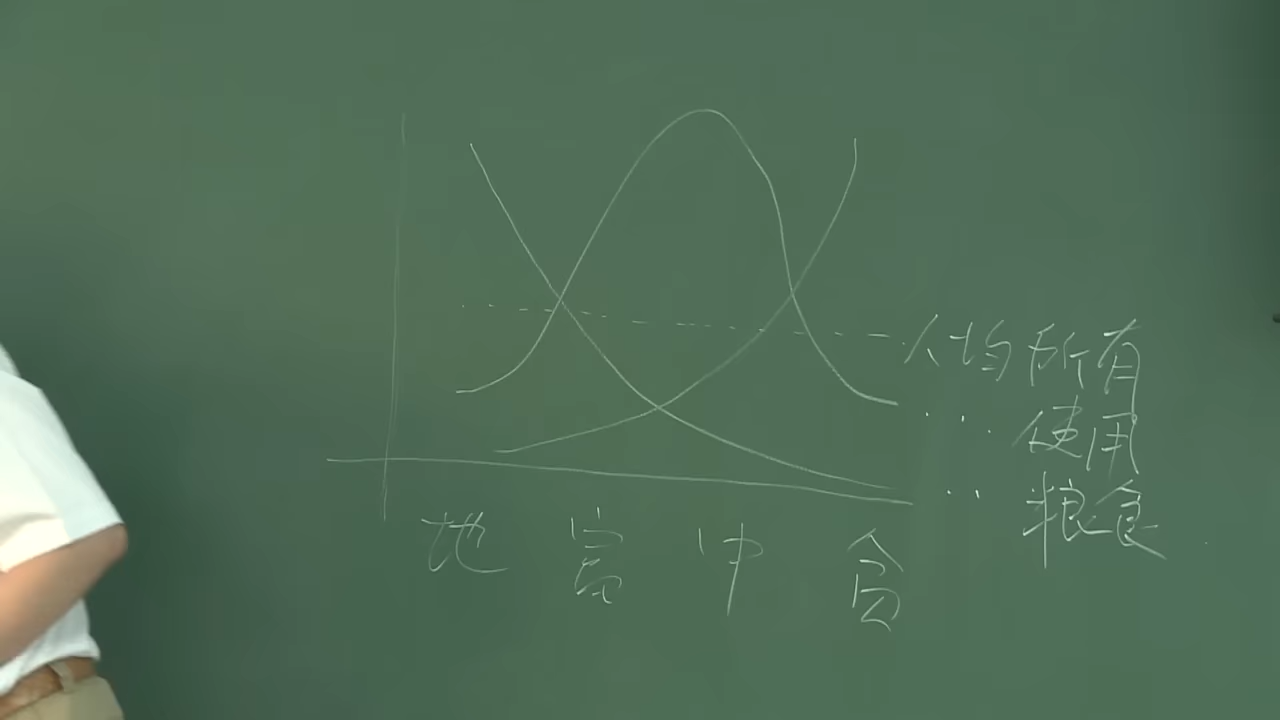 人均所有
… 使用
‥ 粮食
地 富 中 贫